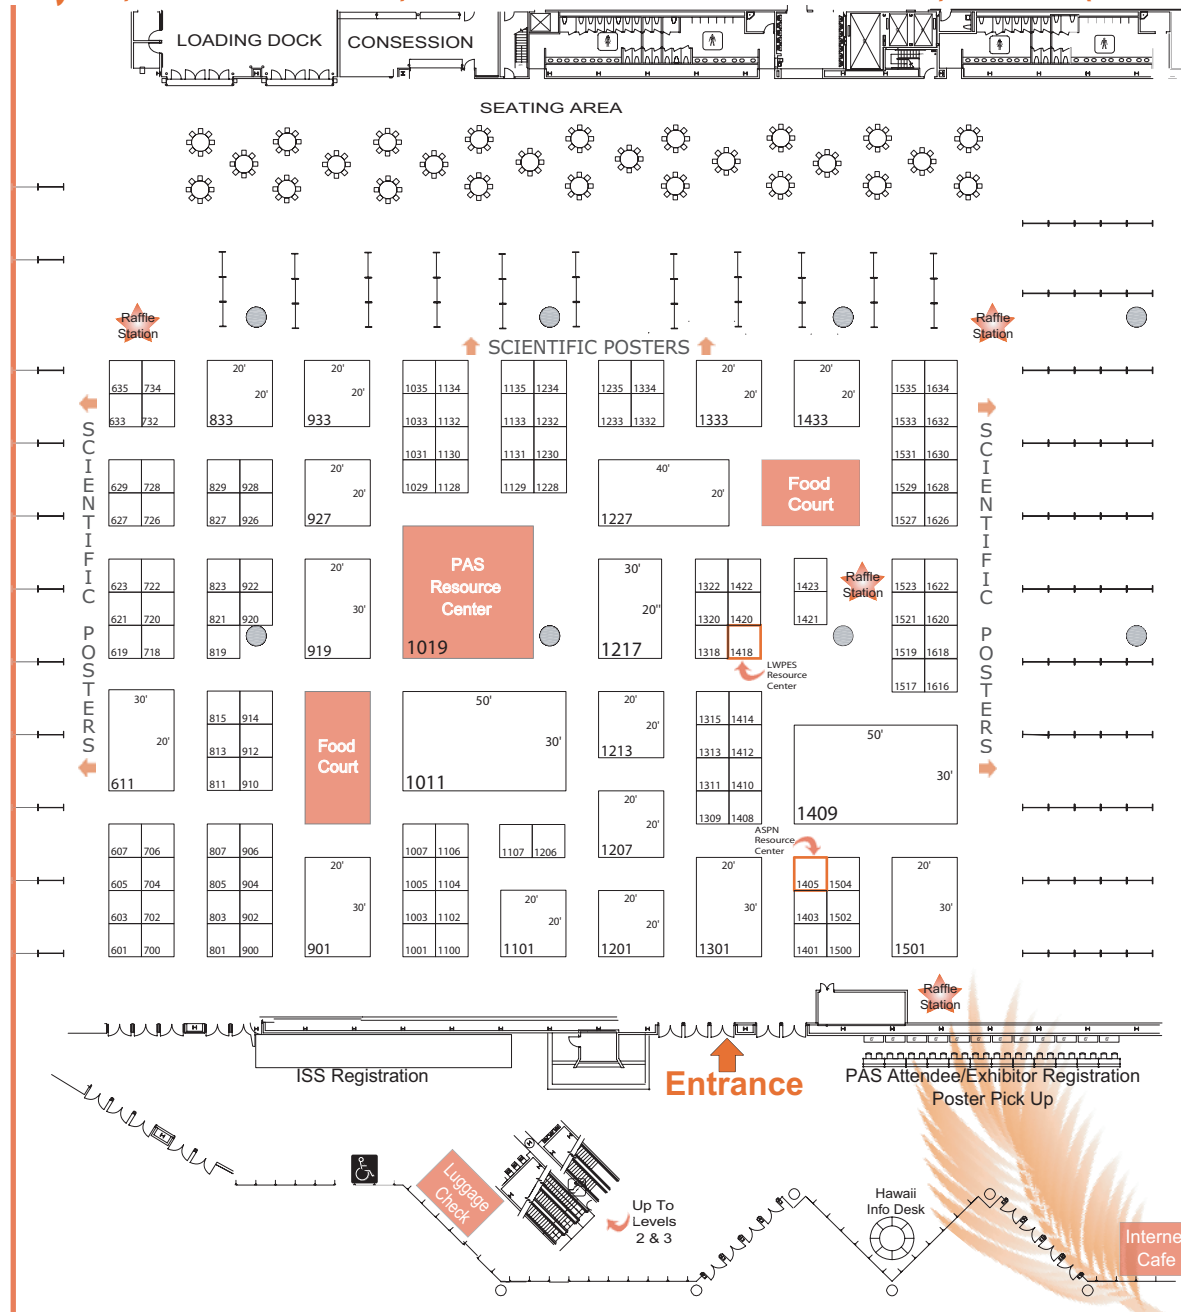 LOADING DOCK
CONSESSION
SEATING AREA
Raffle
Station
Raffle
Station
SCIENTIFIC POSTERS
SCIENTIFIC POSTERS
SCIENTIFIC POSTERS
635 734
633 732
20'
20'
833
20'
20'
933
1035 1134
1033 1132
1031 1130
1029 1128
1135 1234
1133 1232
1131 1230
1129 1228
1235 1334
1233 1332
20'
20'
1333
20'
20'
1433
1535 1634
1533 1632
1531 1630
1529 1628
1527 1626
629 728
627 726
829 928
827 926
20'
20'
927
40'
20'
1227
Food
Court
PAS
Resource
Center
1019
623 722
621 720
619 718
823 922
821 920
819
20'
30'
919
30'
20"
1217
1322 1422
1320 1420
1318 1418
LWPES
Resource
Center
1423
1421
Raffle
Station
1523 1622
1521 1620
1519 1618
1517 1616
30'
20'
611
815 914
813 912
811 910
Food
Court
50'
30'
1011
20'
20'
1213
1315 1414
1313 1412
1311 1410
1309 1408
50'
30'
1409
20'
20'
1207
ASPN
Resource
Center
607 706
605 704
603 702
601 700
807 906
805 904
803 902
801 900
20'
30'
901
1007 1106
1005 1104
1003 1102
1001 1100
1107 1206
20'
20'
1101
20'
20'
1201
20'
30'
1301
1405 1504
1403 1502
1401 1500
20'
30'
1501
Raffle
Station
ISS Registration
Entrance
PAS Attendee/Exhibitor Registration
Poster Pick Up
Luggage
Check
Up To
Levels
2 & 3
Hawaii
Info Desk
Interne
Cafe